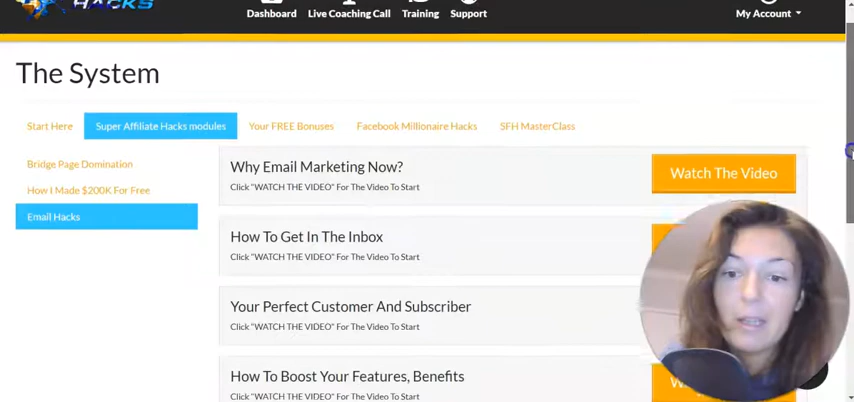 HACKS
Dashboard Live Coaching Call Training Support
My Account
The System
Start Here Super Affiliate Hacks modules Your FREE Bonuses Facebook Millionaire Hacks SFH MasterClass
Bridge Page Domination
How I Made $200K For Free
Email Hacks
Why Email Marketing Now?
Click "WATCH THE VIDEO" For The Video To Start
Watch The Video
How To Get In The Inbox
Click "WATCH THE VIDEO" For The Video To Start
Your Perfect Customer And Subscriber
Click "WATCH THE VIDEO" For The Video To Start
How To Boost Your Features, Benefits
Click "WATCH THE VIDEO" For The Video To Start